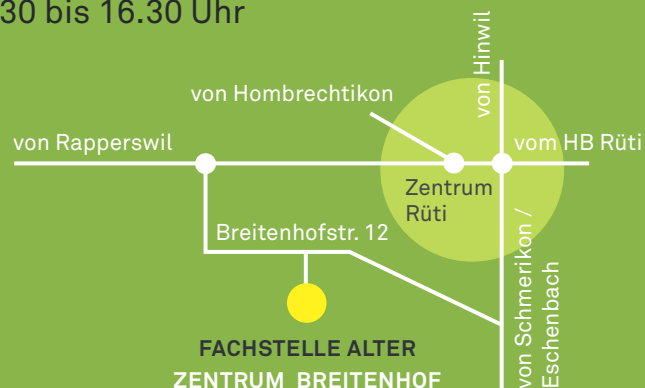 30 bis 16.30 Uhr
von Hinwil
von Hombrechtikon
von Rapperswil
vom HB Rüti
Zentrum
Rüti
Breitenhofstr. 12
von Schmerikon /
Eschenbach
FACHSTELLE ALTER
ZENTRUM BREITENHOF